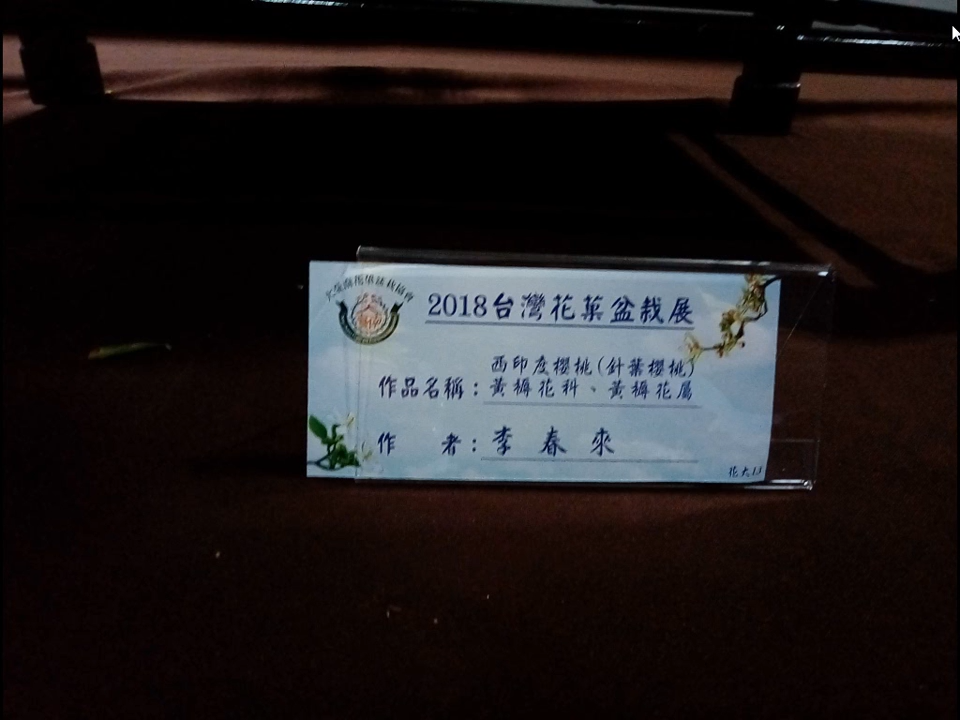 2018台灣花菓盆栽展
西印度櫻桃(針葉櫻桃)
作品名稱：黃褥花科、黃褥花屬
作　者：李春來
花大13